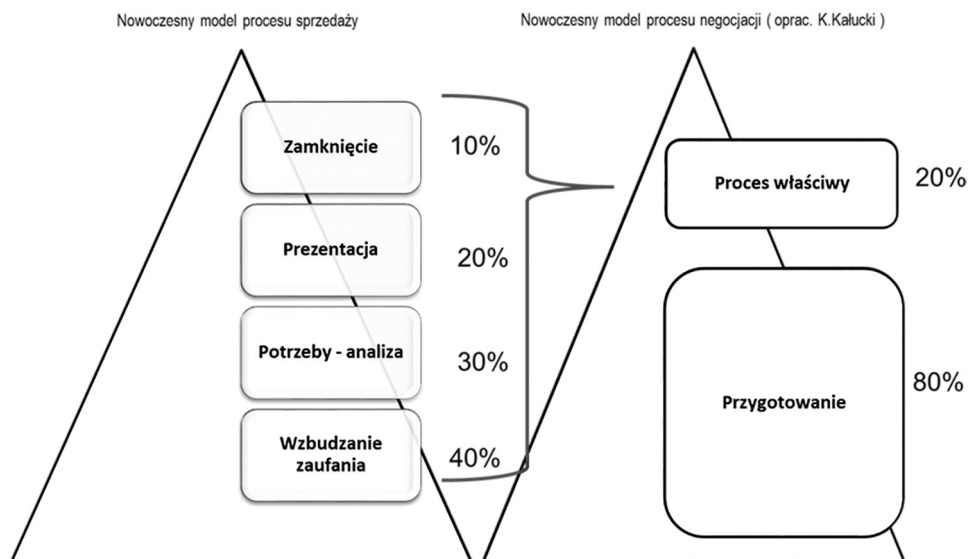 Nowoczesny model procesu sprzedaży
Zamknięcie
10%
Prezentacja
20%
Potrzeby - analiza
30%
Wzbudzanie
zaufania
40%
Nowoczesny model procesu negocjacji ( oprac. K.Kałucki )
Proces właściwy
20%
Przygotowanie
80%